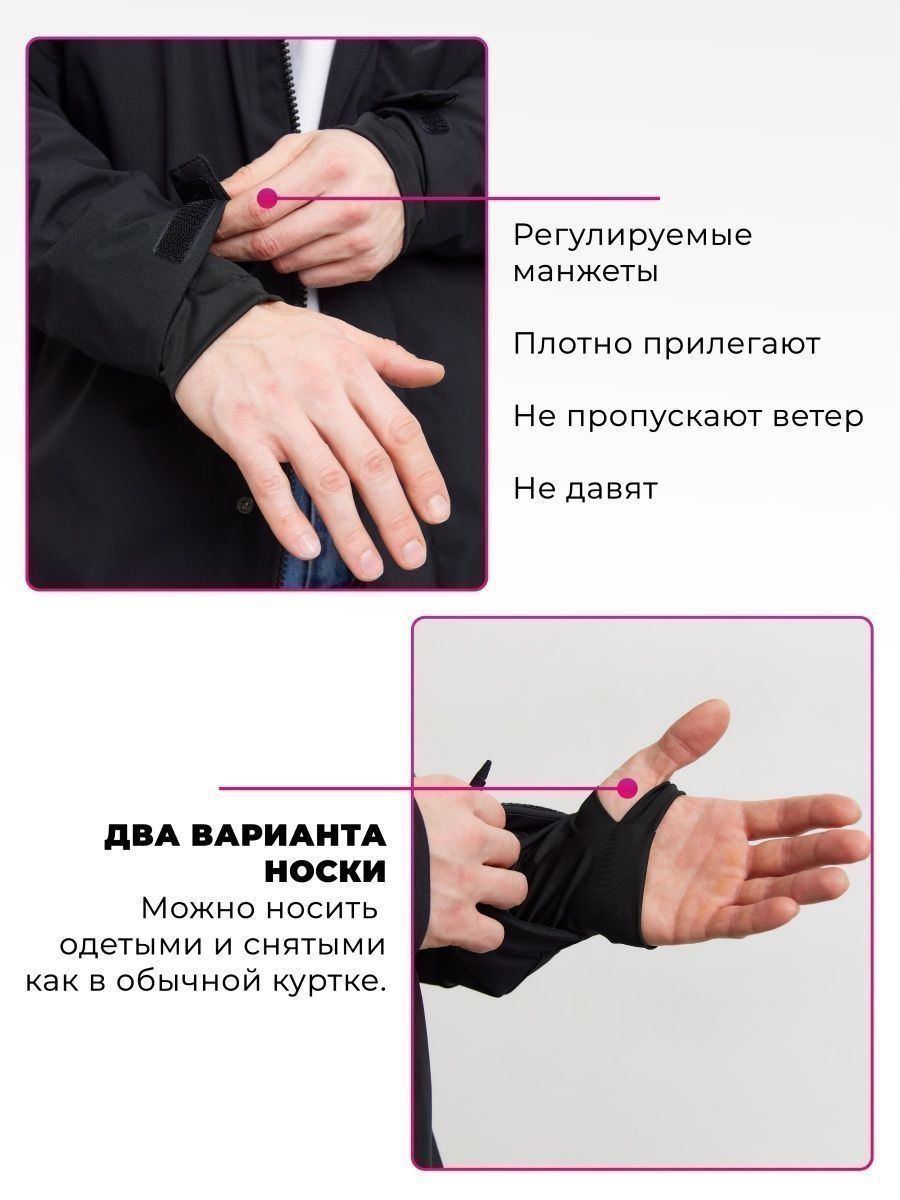 Регулируемые
манжеты
Плотно прилегают
Не пропускают ветер
Не давят
ДВА ВАРИАНТА
НОСКИ
Можно носить
одетыми и снятыми
как в обычной куртке.